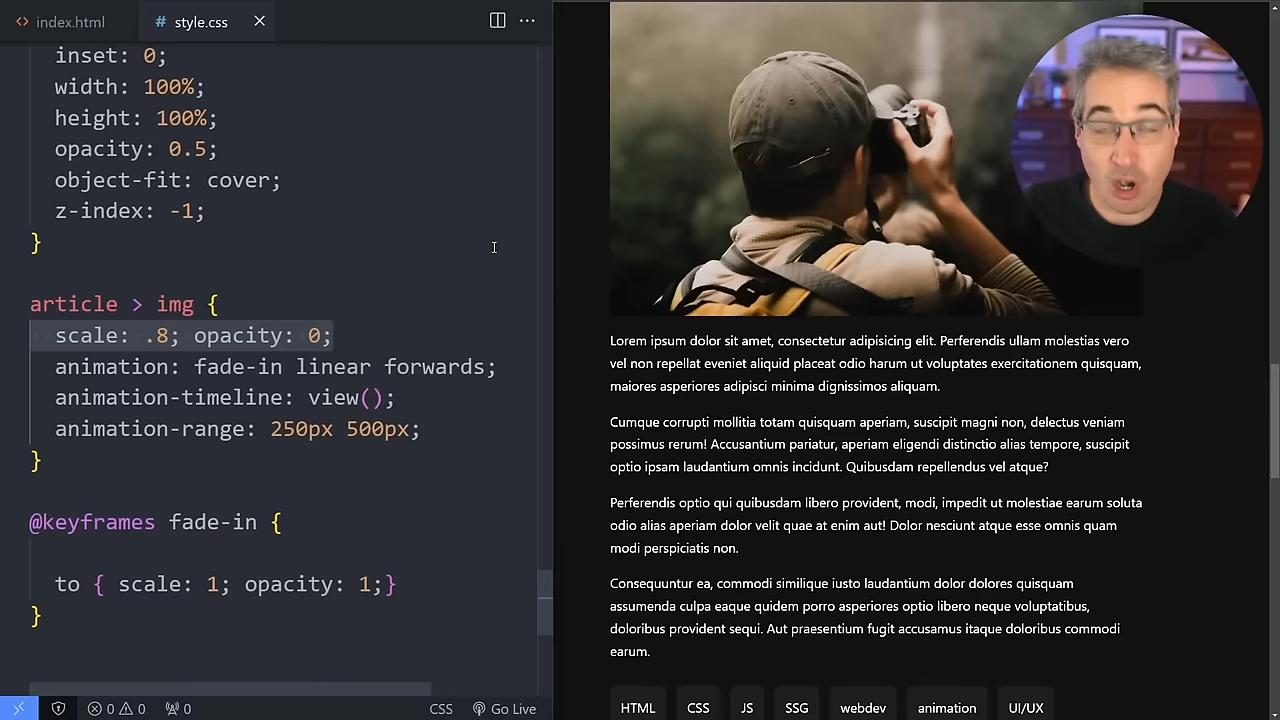 index.html
style.css
inset: 0;
width: 100%;
height: 100%;
opacity: 0.5;
object-fit: cover;
z-index: -1;
}
article > img {
scale: .8; opacity: 0;
animation: fade-in linear forwards;
animation-timeline: view();
animation-range: 250px 500px;
}
@keyframes fade-in {
to { scale: 1; opacity: 1;}
}
0 0 0 CSS Go Live
Lorem ipsum dolor sit amet, consectetur adipisicing elit. Perferendis ullam molestias vero
vel non repellat eveniet aliquid placeat odio harum ut voluptates exercitationem quisquam,
maiores asperiores adipisci minima dignissimos aliquam.
Cumque corrupti mollitia totam quisquam aperiam, suscipit magni non, delectus veniam
possimus rerum! Accusantium pariatur, aperiam eligendi distinctio alias tempore, suscipit
optio ipsam laudantium omnis incidunt. Quibusdam repellendus vel atque?
Perferendis optio qui quibusdam libero provident, modi, impedit ut molestiae earum soluta
odio alias aperiam dolor velit quae at enim aut! Dolor nesciunt atque esse omnis quam
modi perspiciatis non.
Consequuntur ea, commodi similique iusto laudantium dolor dolores quisquam
assumenda culpa eaque quidem porro asperiores optio libero neque voluptatibus,
doloribus provident sequi. Aut praesentium fugit accusamus itaque doloribus commodi
earum.
HTML CSS JS SSG webdev animation UI/UX